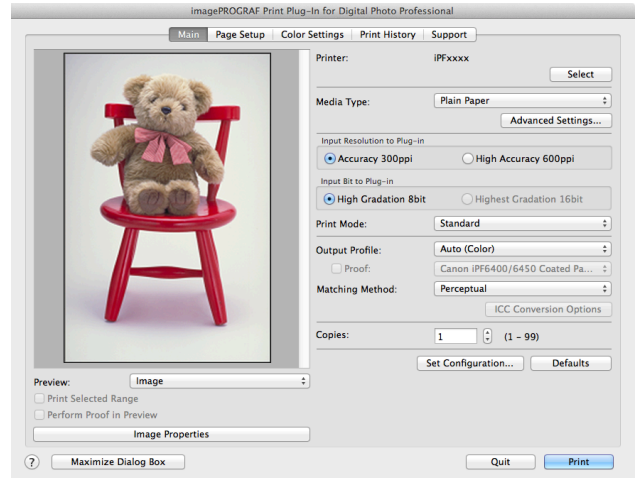 imagePROGRAF Print Plug-In for Digital Photo Professional
Main Page Setup Color Settings Print History Support
Printer: iPFxxxx
Select
Media Type: Plain Paper
Advanced Settings...
Input Resolution to Plug-in
Accuracy 300ppi High Accuracy 600ppi
Input Bit to Plug-in
High Gradation 8bit Highest Gradation 16bit
Print Mode: Standard
Output Profile: Auto (Color)
Proof: Canon iPF6400/6450 Coated Pa...
Matching Method: Perceptual
ICC Conversion Options
Copies: 1 (1 – 99)
Set Configuration... Defaults
Preview: Image
Print Selected Range
Perform Proof in Preview
Image Properties
? Maximize Dialog Box Quit Print